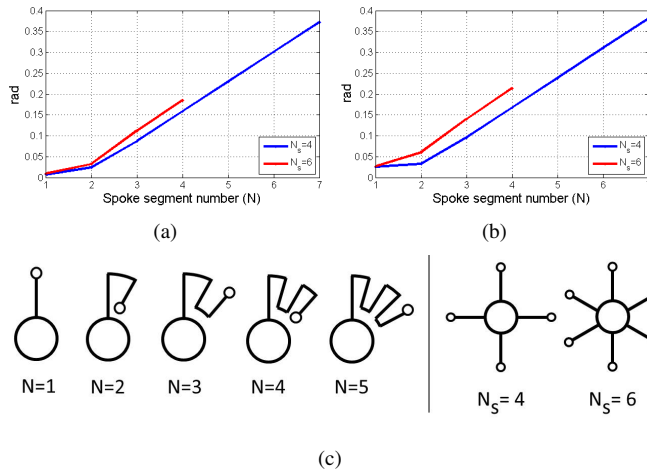 0.4
0.35
0.3
0.25
0.2
0.15
0.1
0.05
0
rad
1 2 3 4 5 6 7
Spoke segment number (N)
N_s=4
N_s=6
(a)
0.4
0.35
0.3
0.25
0.2
0.15
0.1
0.05
0
rad
1 2 3 4 5 6 7
Spoke segment number (N)
N_s=4
N_s=6
(b)
N=1 N=2 N=3 N=4 N=5 N_s= 4 N_s= 6
(c)